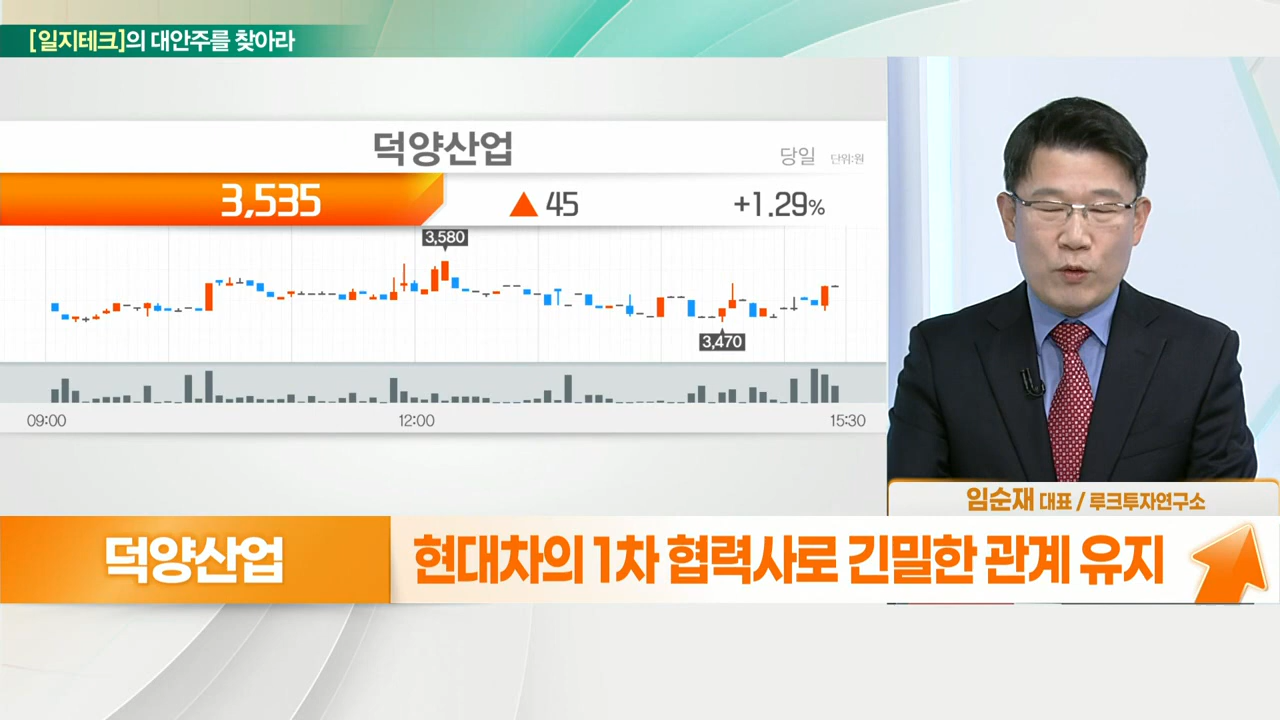 [일지테크]의 대안주를 찾아라
덕양산업
당일 단위:원
3,535 ▲ 45 +1.29%
3,580
3,470
09:00 12:00 15:30
임순재 대표 / 루크투자연구소
덕양산업 현대차의 1차 협력사로 긴밀한 관계 유지